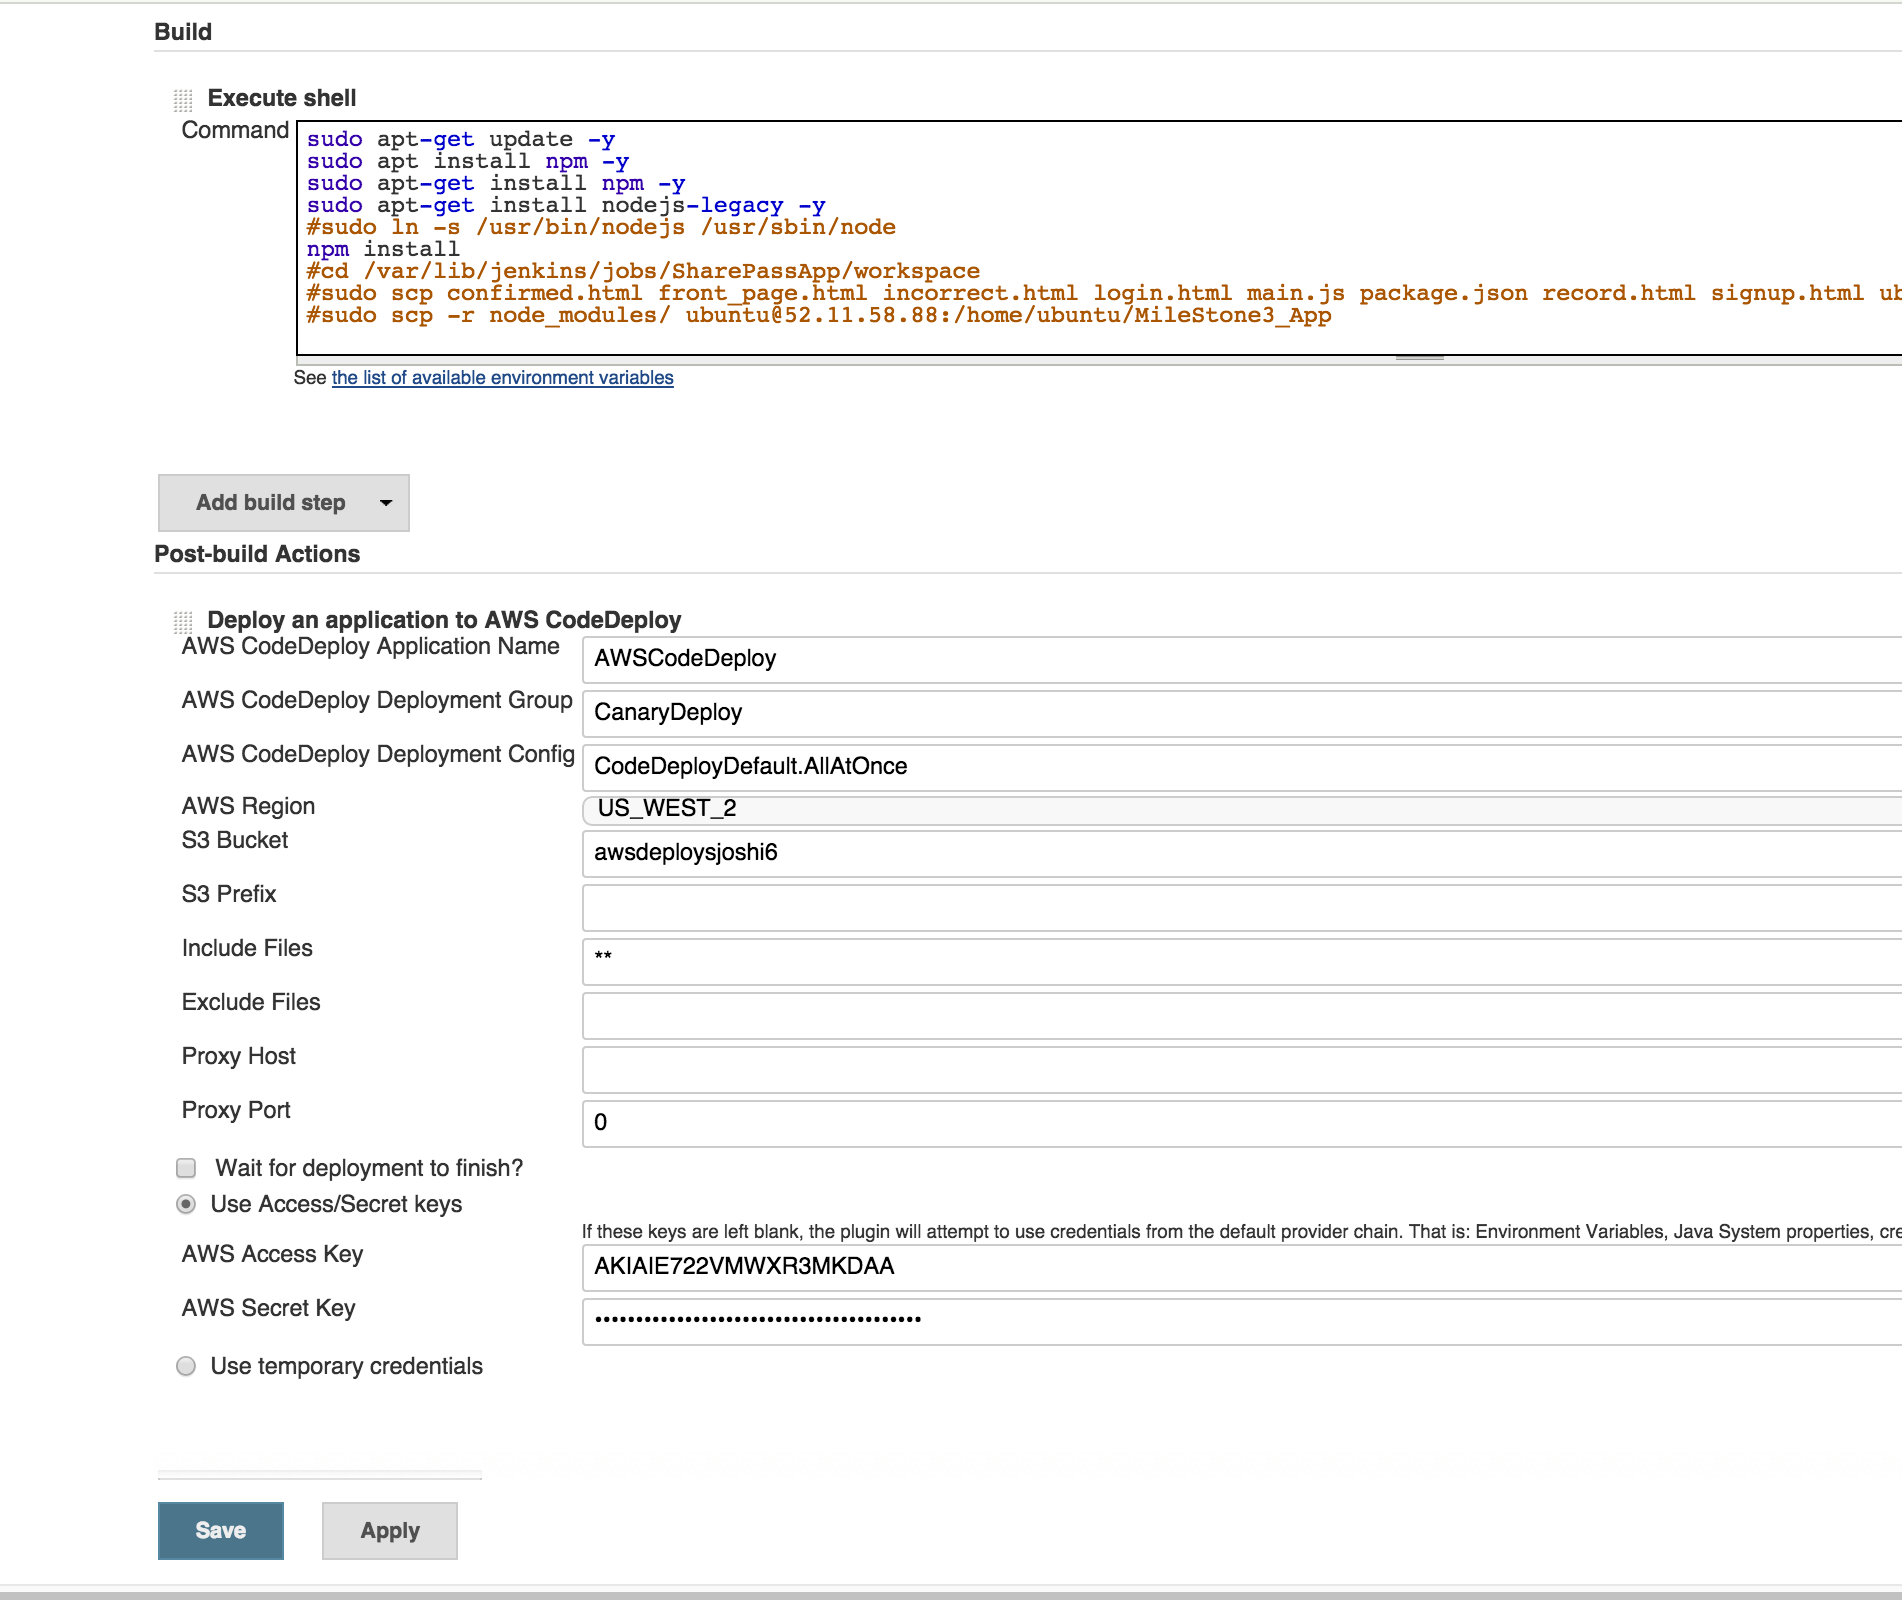 Build
Execute shell
Command
sudo apt-get update -y
sudo apt install npm -y
sudo apt-get install npm -y
sudo apt-get install nodejs-legacy -y
#sudo ln -s /usr/bin/nodejs /usr/sbin/node
npm install
#cd /var/lib/jenkins/jobs/SharePassApp/workspace
#sudo scp confirmed.html front_page.html incorrect.html login.html main.js package.json record.html signup.html ub
#sudo scp -r node_modules/ ubuntu@52.11.58.88:/home/ubuntu/MileStone3_App
See the list of available environment variables
Add build step
Post-build Actions
Deploy an application to AWS CodeDeploy
AWS CodeDeploy Application Name AWSCodeDeploy
AWS CodeDeploy Deployment Group CanaryDeploy
AWS CodeDeploy Deployment Config CodeDeployDefault.AllAtOnce
AWS Region US_WEST_2
S3 Bucket awsdeploysjoshi6
S3 Prefix
Include Files **
Exclude Files
Proxy Host
Proxy Port 0
Wait for deployment to finish?
Use Access/Secret keys
If these keys are left blank, the plugin will attempt to use credentials from the default provider chain. That is: Environment Variables, Java System properties, cre
AWS Access Key AKIAIE722VMWXR3MKDAA
AWS Secret Key ••••••••••••••••••••••••••••••••••••••••
Use temporary credentials
Save Apply